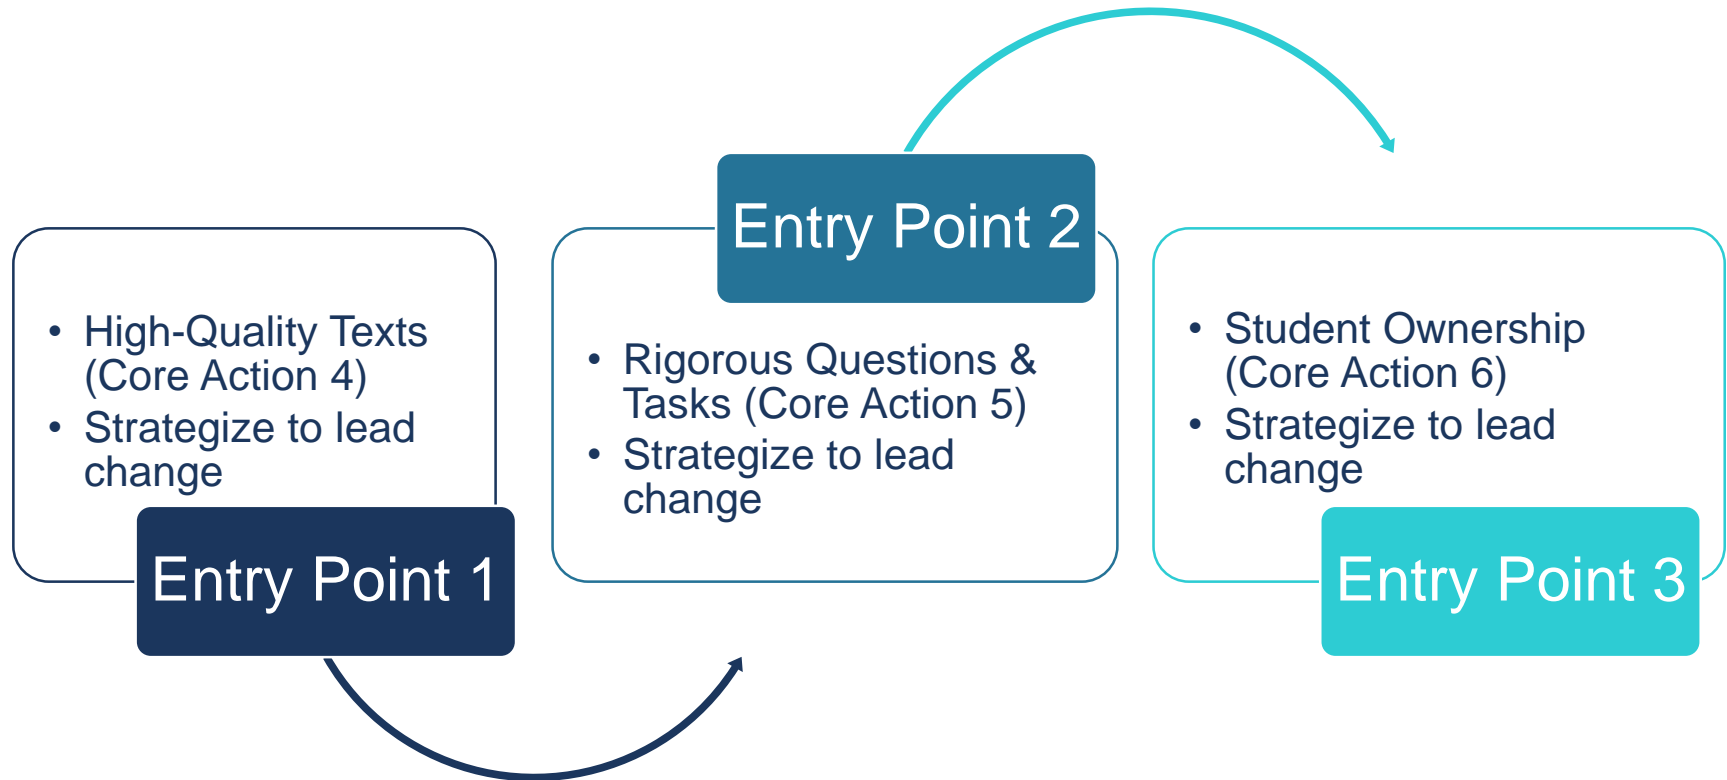 • High-Quality Texts
(Core Action 4)
• Strategize to lead
change
Entry Point 1
Entry Point 2
• Rigorous Questions &
Tasks (Core Action 5)
• Strategize to lead
change
• Student Ownership
(Core Action 6)
• Strategize to lead
change
Entry Point 3